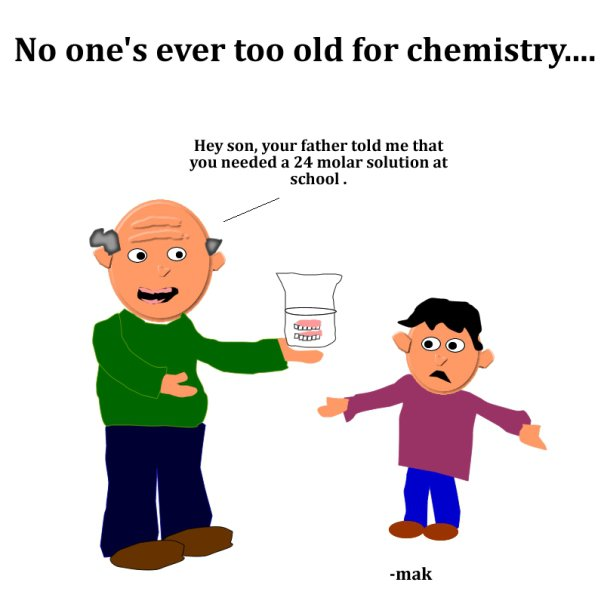 No one's ever too old for chemistry....
Hey son, your father told me that
you needed a 24 molar solution at
school .
-mak